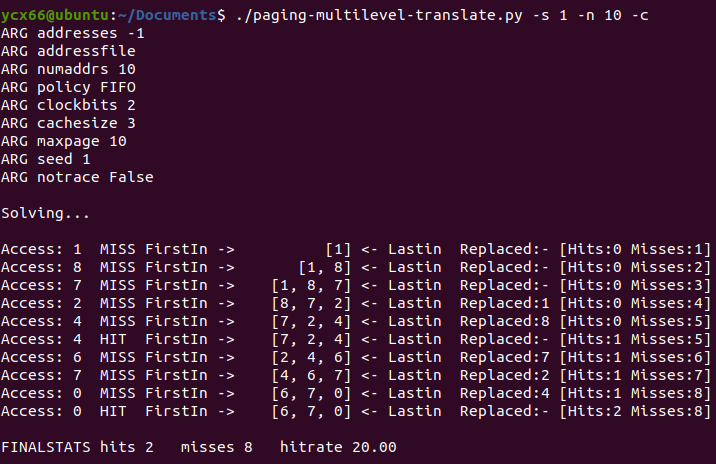 ycx66@ubuntu:~/Documents$ ./paging-multilevel-translate.py -s 1 -n 10 -c
ARG addresses -1
ARG addressfile
ARG numaddrs 10
ARG policy FIFO
ARG clockbits 2
ARG cachesize 3
ARG maxpage 10
ARG seed 1
ARG notrace False

Solving...

Access: 1  MISS FirstIn ->          [1] <- Lastin  Replaced:- [Hits:0 Misses:1]
Access: 8  MISS FirstIn ->       [1, 8] <- Lastin  Replaced:- [Hits:0 Misses:2]
Access: 7  MISS FirstIn ->    [1, 8, 7] <- Lastin  Replaced:- [Hits:0 Misses:3]
Access: 2  MISS FirstIn ->    [8, 7, 2] <- Lastin  Replaced:1 [Hits:0 Misses:4]
Access: 4  MISS FirstIn ->    [7, 2, 4] <- Lastin  Replaced:8 [Hits:0 Misses:5]
Access: 4  HIT  FirstIn ->    [7, 2, 4] <- Lastin  Replaced:- [Hits:1 Misses:5]
Access: 6  MISS FirstIn ->    [2, 4, 6] <- Lastin  Replaced:7 [Hits:1 Misses:6]
Access: 7  MISS FirstIn ->    [4, 6, 7] <- Lastin  Replaced:2 [Hits:1 Misses:7]
Access: 0  MISS FirstIn ->    [6, 7, 0] <- Lastin  Replaced:4 [Hits:1 Misses:8]
Access: 0  HIT  FirstIn ->    [6, 7, 0] <- Lastin  Replaced:- [Hits:2 Misses:8]

FINALSTATS hits 2   misses 8   hitrate 20.00